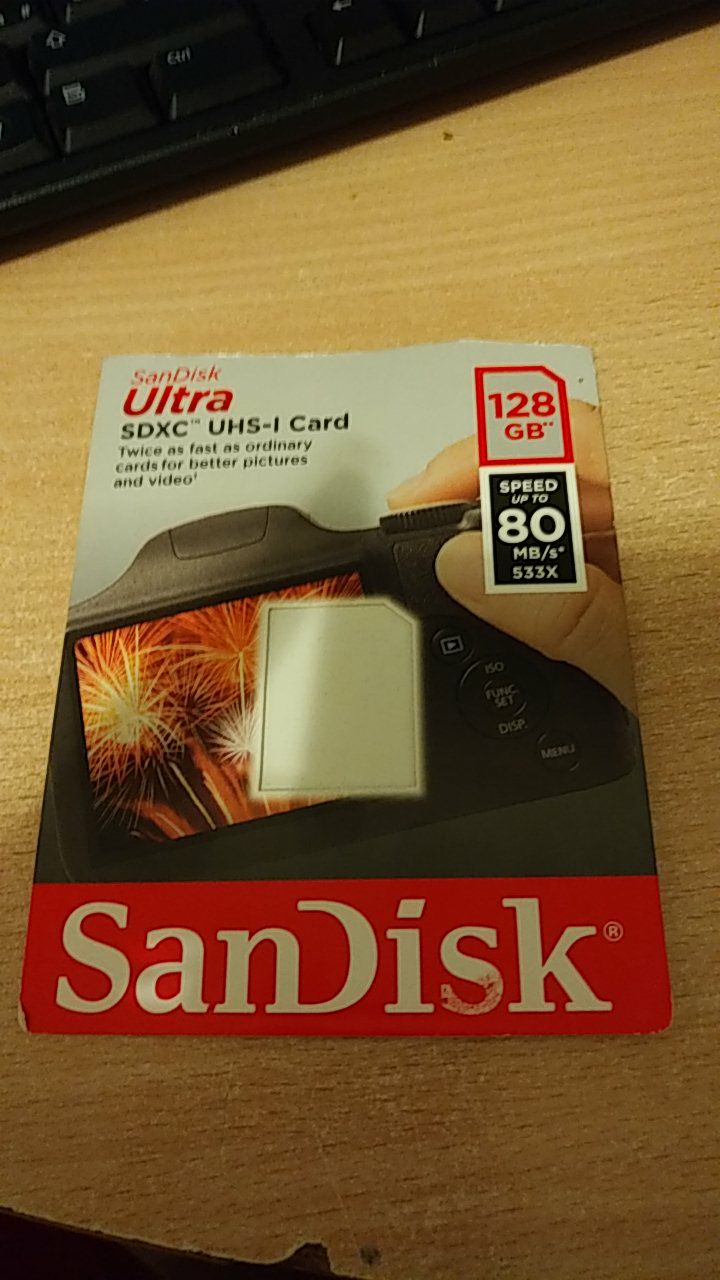 Ctrl
SanDisk
Ultra
SDXC™ UHS-I Card
Twice as fast as ordinary
cards for better pictures
and video¹
128
GB**
SPEED
UP TO
80
MB/s*
533X
ISO
FUNC.
SET
DISP.
MENU
SanDisk®